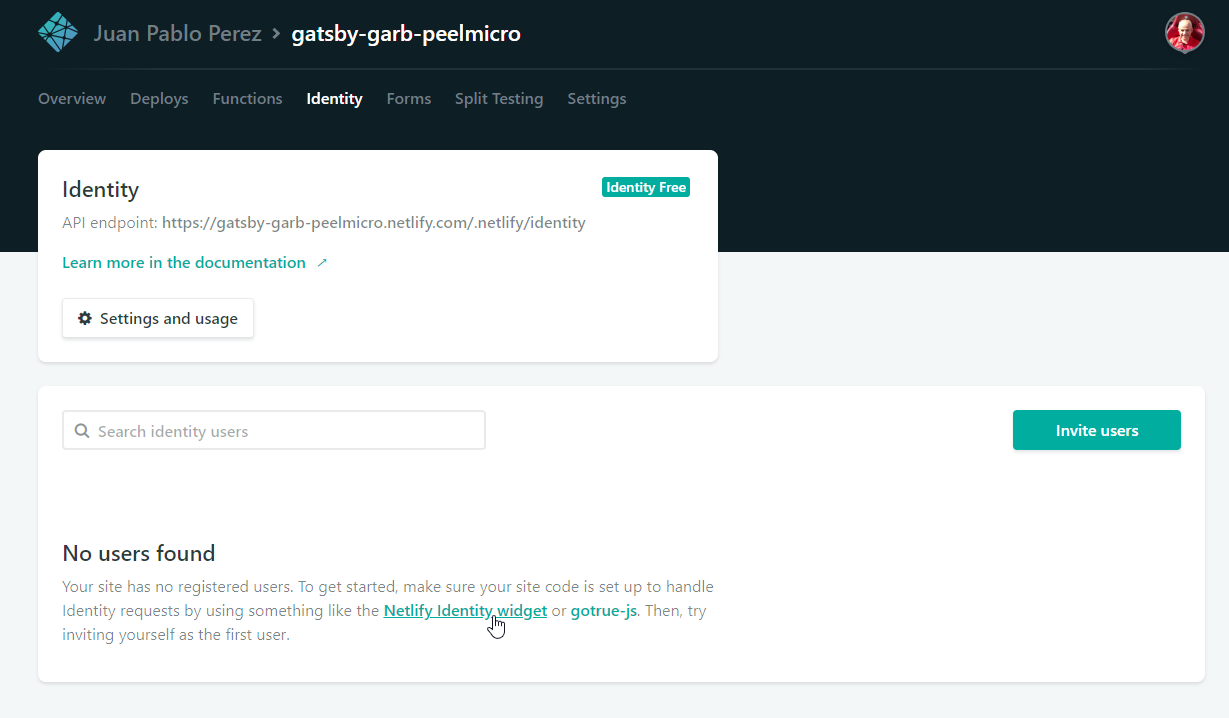 Juan Pablo Perez > gatsby-garb-peelmicro
Overview Deploys Functions Identity Forms Split Testing Settings
Identity
Identity Free
API endpoint: https://gatsby-garb-peelmicro.netlify.com/.netlify/identity
Learn more in the documentation ↗
Settings and usage
Search identity users
Invite users
No users found
Your site has no registered users. To get started, make sure your site code is set up to handle
Identity requests by using something like the Netlify Identity widget or gotrue-js. Then, try
inviting yourself as the first user.